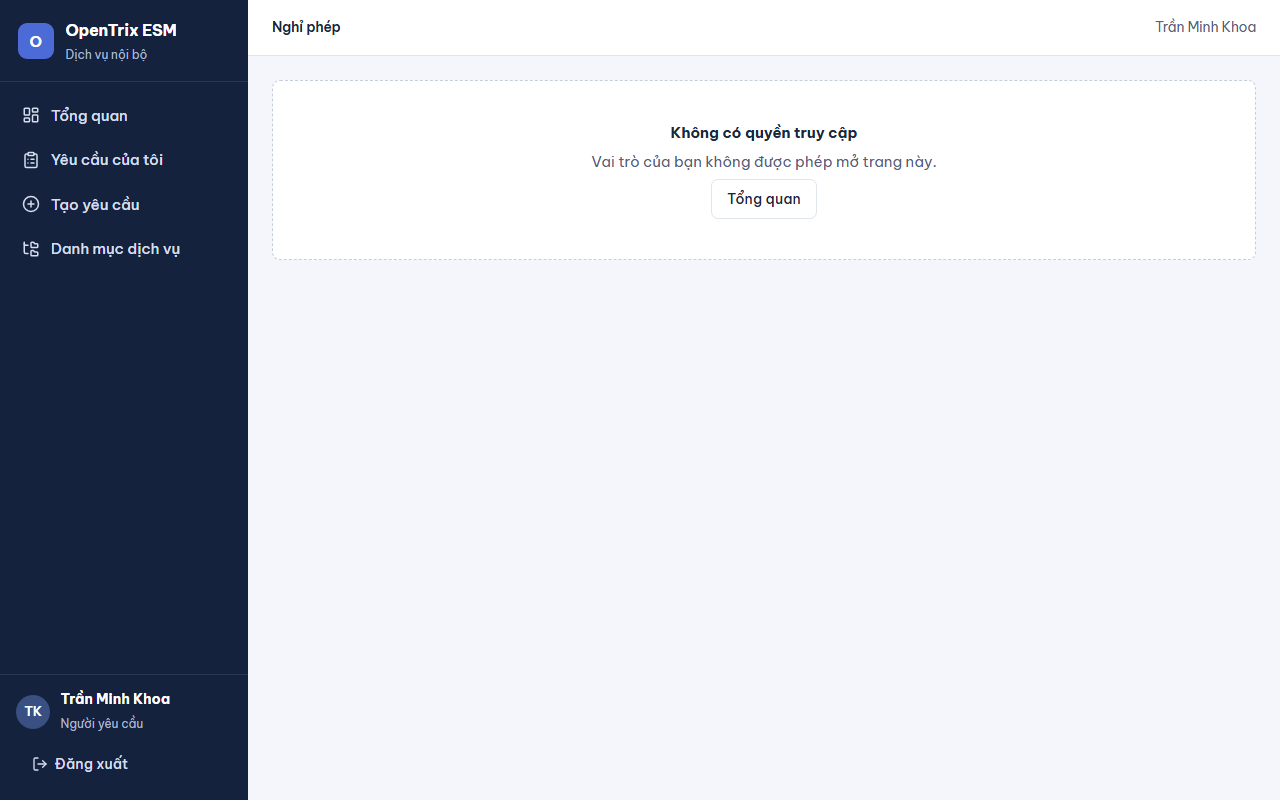 O
OpenTrix ESM
Dịch vụ nội bộ
Tổng quan
Yêu cầu của tôi
Tạo yêu cầu
Danh mục dịch vụ
TK
Trần Minh Khoa
Người yêu cầu
Đăng xuất
Nghỉ phép
Trần Minh Khoa
Không có quyền truy cập
Vai trò của bạn không được phép mở trang này.
Tổng quan